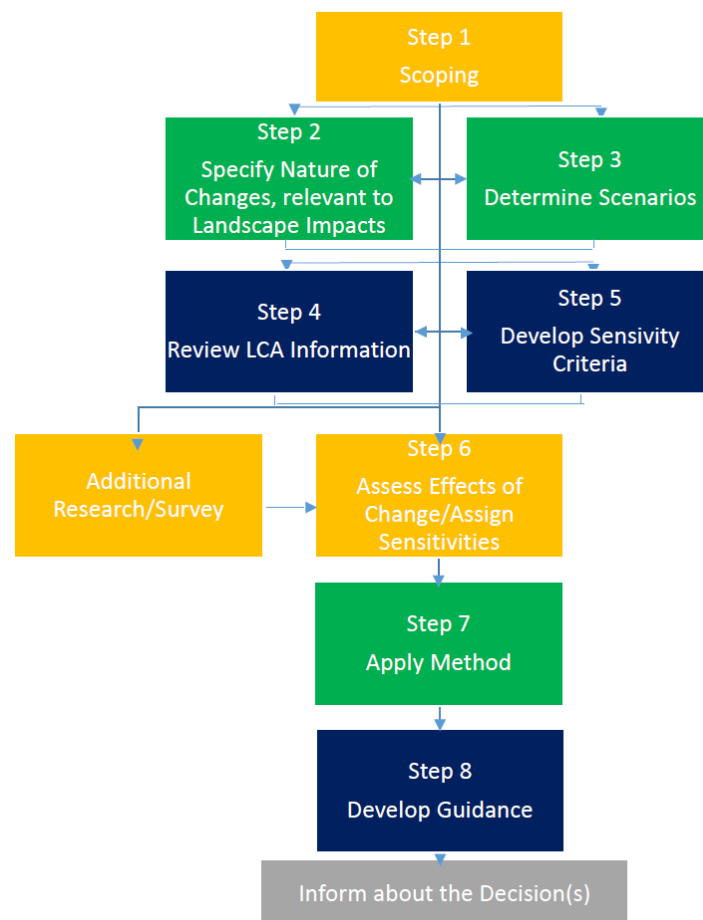 Step 1
Scoping
Step 2
Specify Nature of
Changes, relevant to
Landscape Impacts
Step 3
Determine Scenarios
Step 4
Review LCA Information
Step 5
Develop Sensivity
Criteria
Additional
Research/Survey
Step 6
Assess Effects of
Change/Assign
Sensitivities
Step 7
Apply Method
Step 8
Develop Guidance
Inform about the Decision(s)